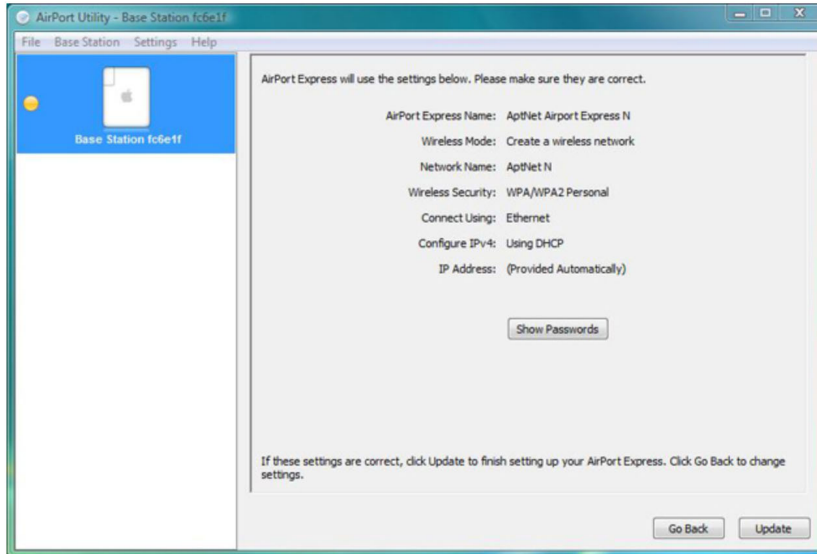 AirPort Utility - Base Station fc6e1f
File Base Station Settings Help
Base Station fc6e1f
AirPort Express will use the settings below. Please make sure they are correct.
AirPort Express Name: AptNet Airport Express N
Wireless Mode: Create a wireless network
Network Name: AptNet N
Wireless Security: WPA/WPA2 Personal
Connect Using: Ethernet
Configure IPv4: Using DHCP
IP Address: (Provided Automatically)
Show Passwords
If these settings are correct, click Update to finish setting up your AirPort Express. Click Go Back to change
settings.
Go Back Update